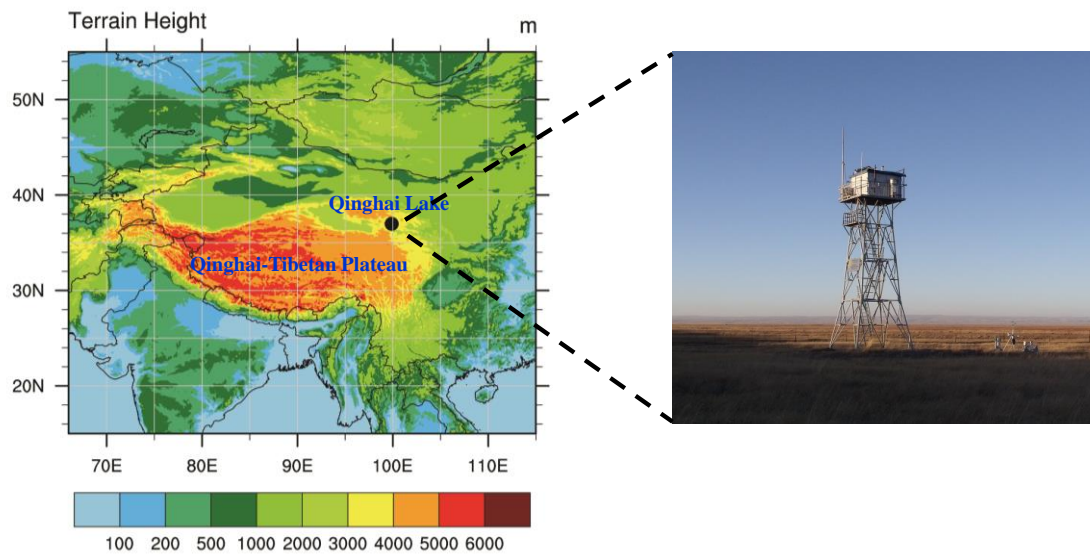 Terrain Height m
50N
40N
Qinghai Lake
Qinghai-Tibetan Plateau
30N
20N
70E 80E 90E 100E 110E
100 200 500 1000 2000 3000 4000 5000 6000